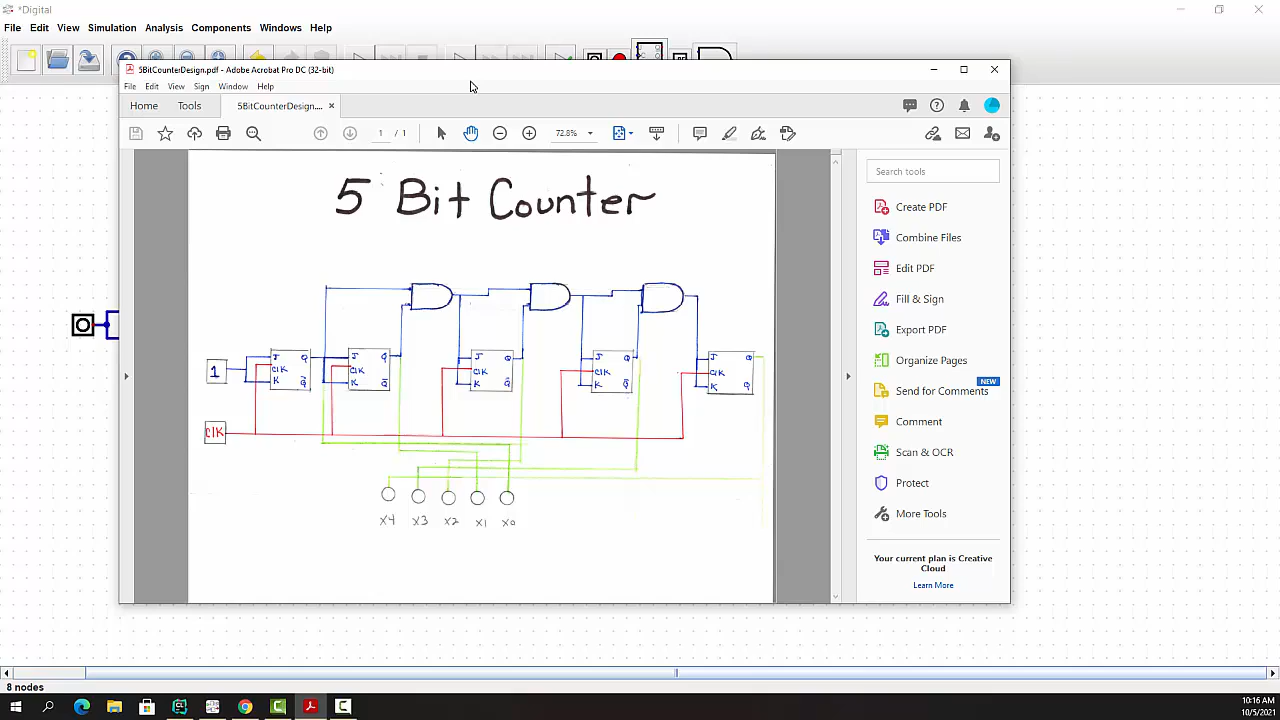 *Digital
File Edit View Simulation Analysis Components Windows Help
5BitCounterDesign.pdf - Adobe Acrobat Pro DC (32-bit)
File Edit View Sign Window Help
Home Tools 5BitCounterDesign....
1 / 1 72.8%
Search tools
5 Bit Counter
Create PDF
Combine Files
Edit PDF
Fill & Sign
Export PDF
Organize Pages
NEW
Send for Comments
Comment
Scan & OCR
Protect
More Tools
J Q J Q J Q J Q J Q
1 CLK CLK CLK CLK CLK
K Q̅ K Q̅ K Q̅ K Q̅ K Q̅
CLK
X4 X3 X2 X1 X0
Your current plan is Creative
Cloud
Learn More
8 nodes
10:16 AM
10/5/2021